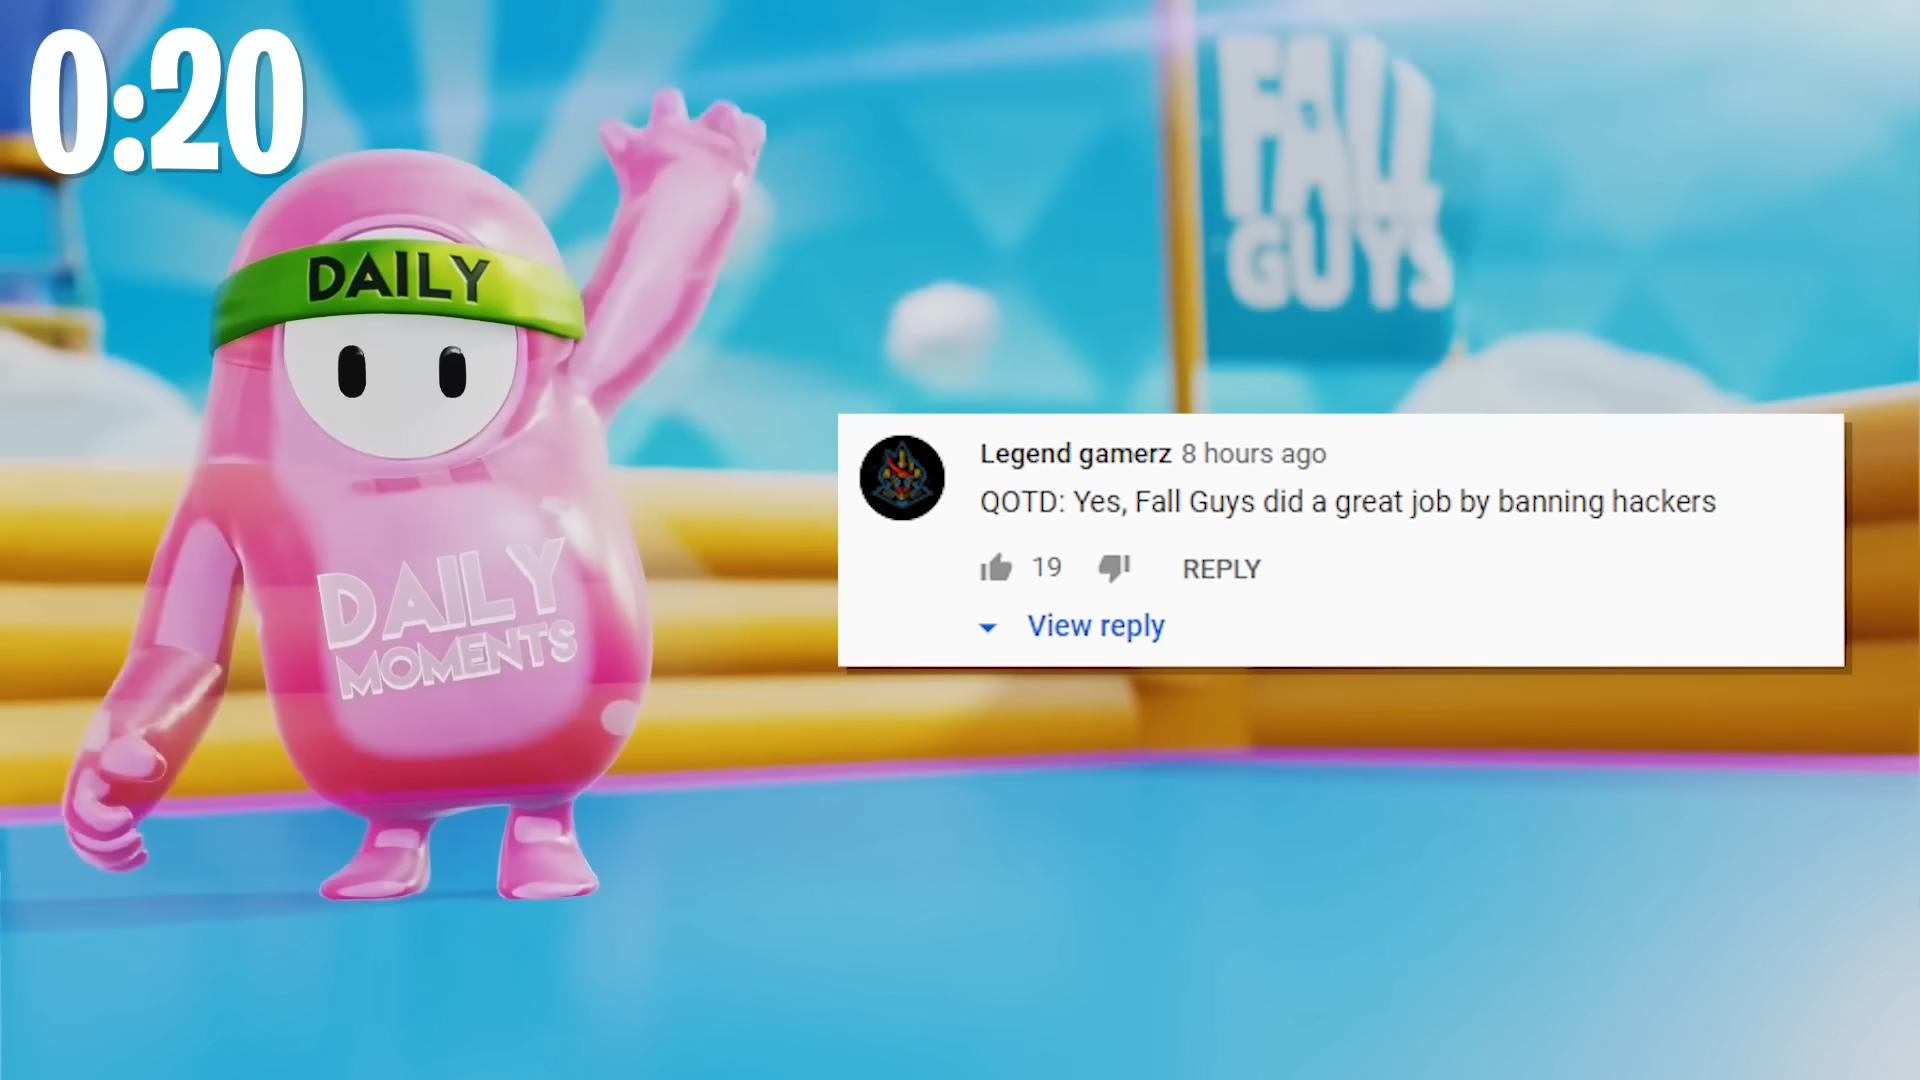 0:20
FALL
GUYS
DAILY
DAILY
MOMENTS
Legend gamerz 8 hours ago
QOTD: Yes, Fall Guys did a great job by banning hackers
19 REPLY
View reply